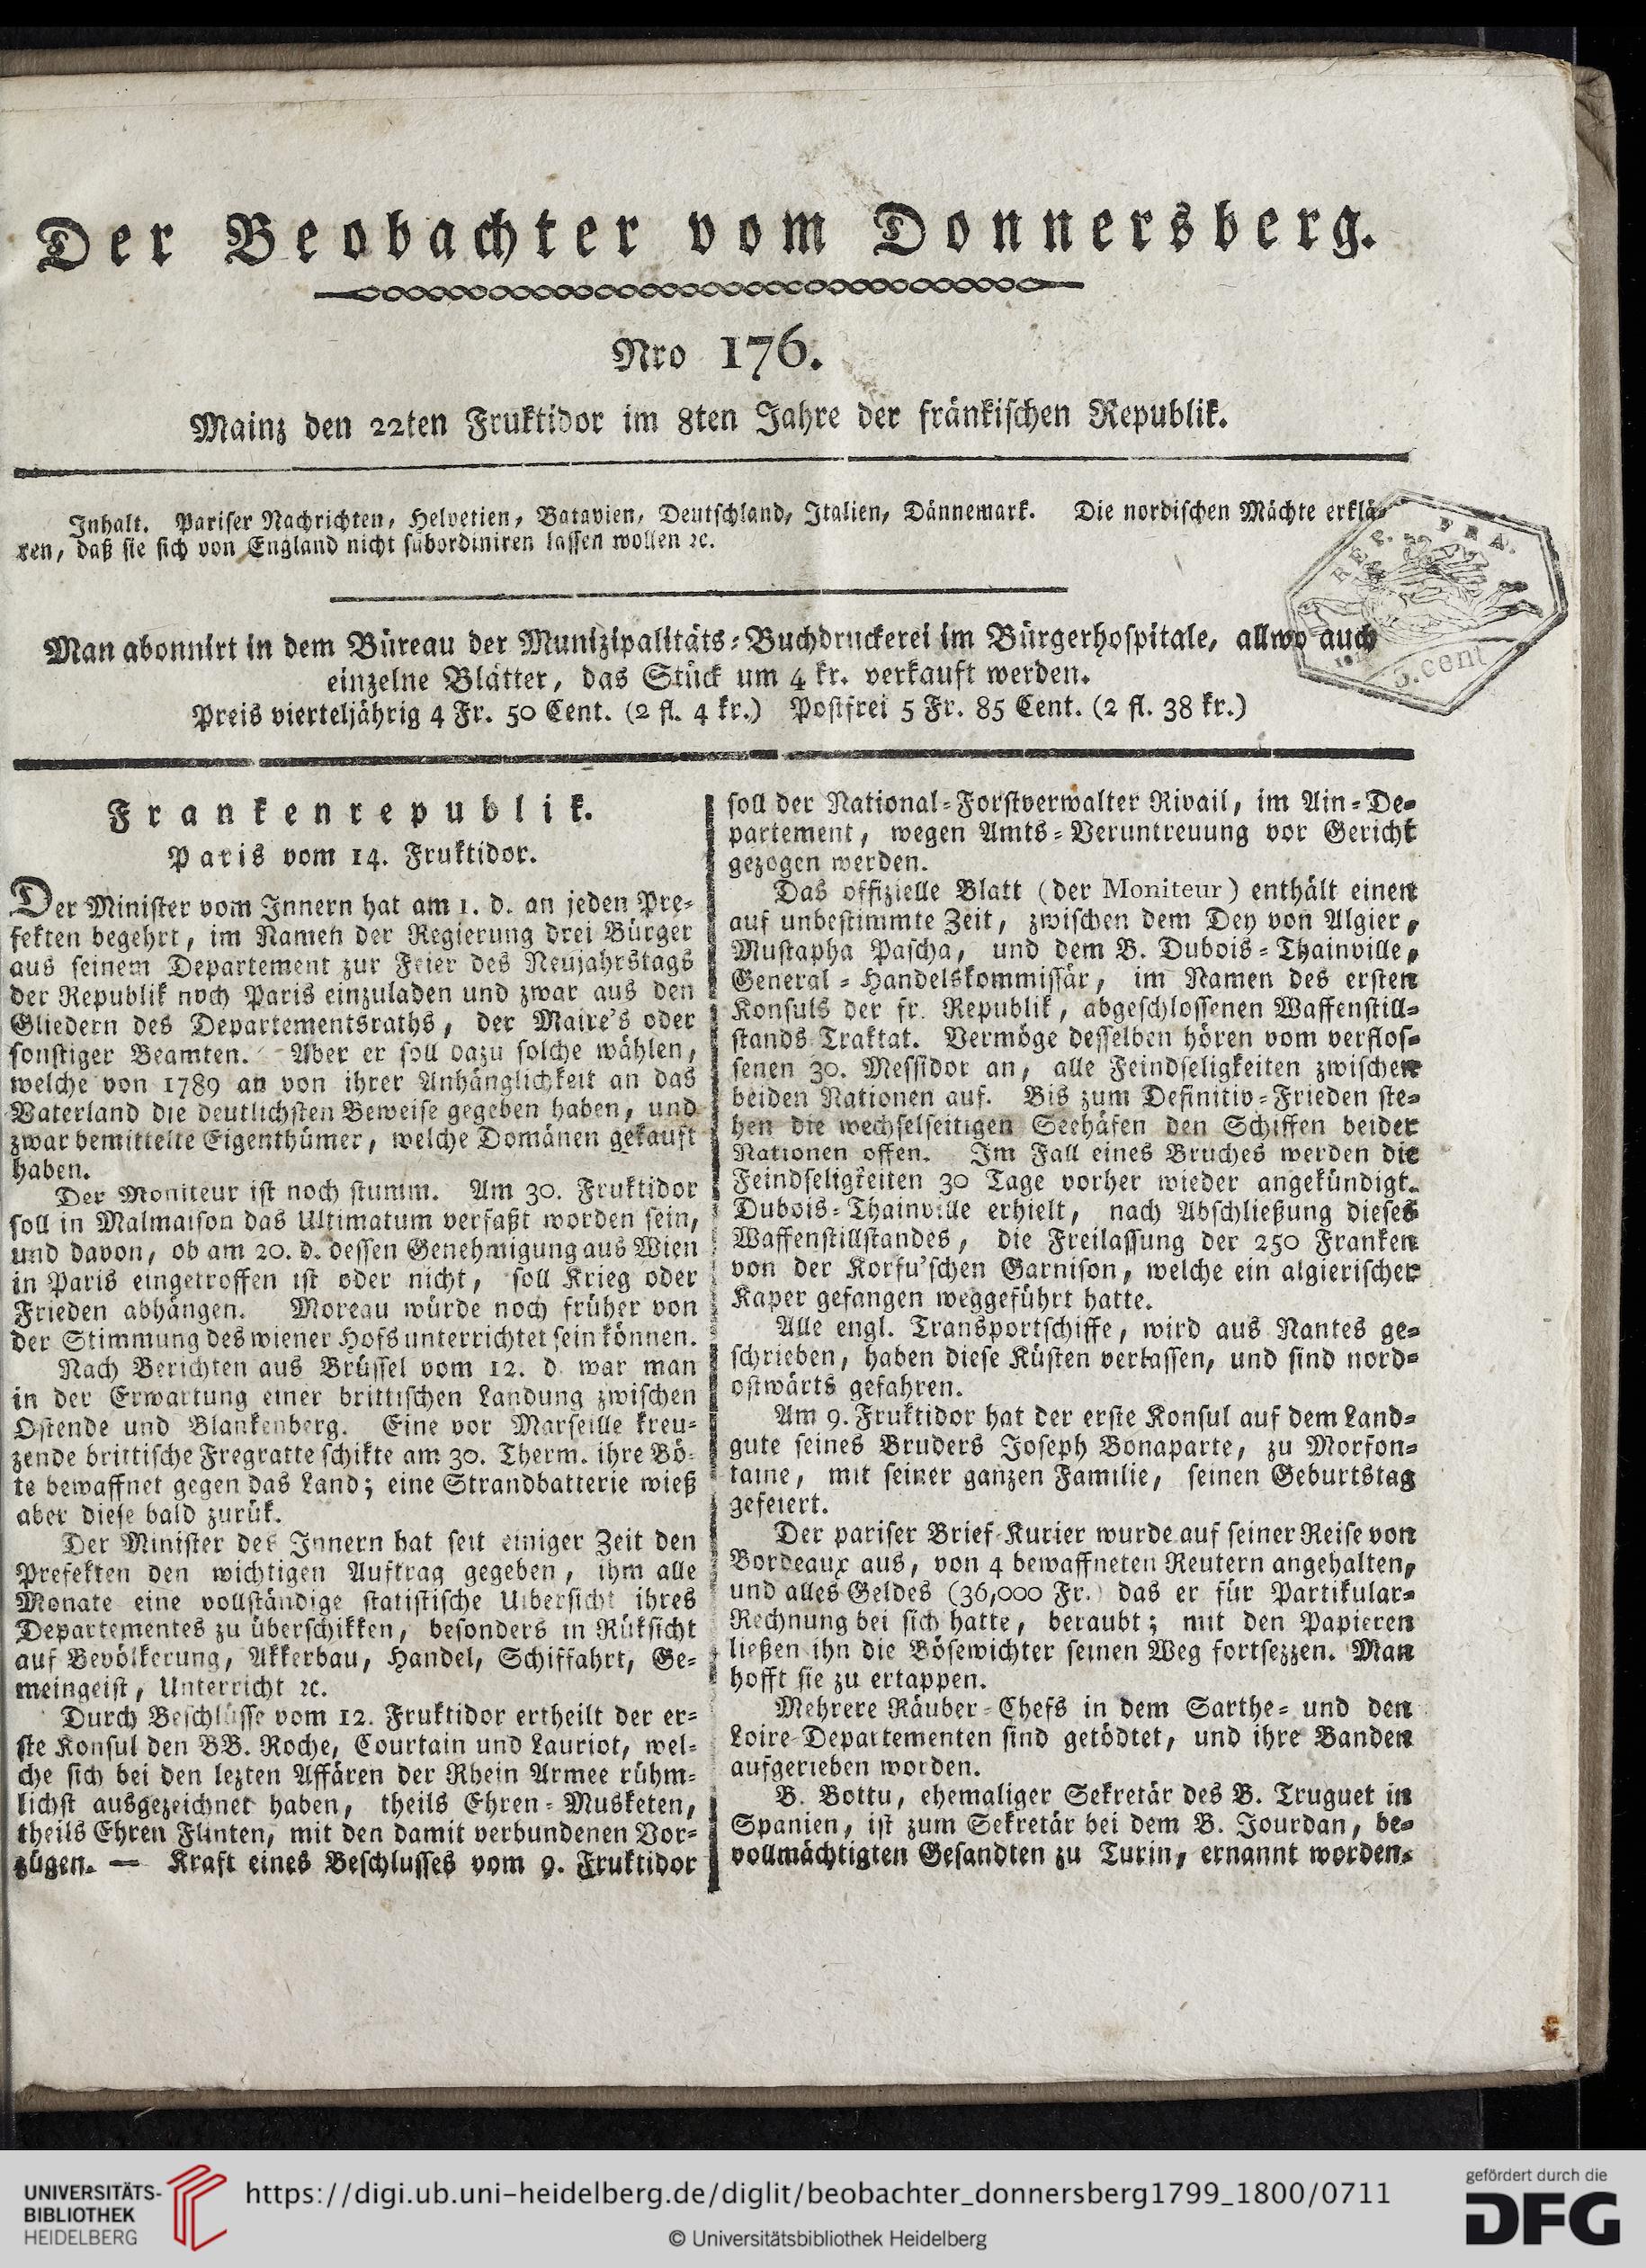 Der Beobachter vom Donnersberg.
Nro 176.
Mainz den 22ten Fruktidor im 8ten Jahre der fränkischen Republik.
Inhalt. Pariser Nachrichten, Helvetien, Batavien, Deutschland, Italien, Dännemark. Die nordischen Mächte erklä-
ren, daß sie sich von England nicht subordiniren lassen wollen ꝛc.
REP. FRA.
5.cent
Man abonnirt in dem Büreau der Munizipalitäts-Buchdruckerei im Bürgerhospitale, allwo auch
einzelne Blätter, das Stück um 4 kr. verkauft werden.
Preis vierteljährig 4 Fr. 50 Cent. (2 fl. 4 kr.) Postfrei 5 Fr. 85 Cent. (2 fl. 38 kr.)
Frankenrepublik.
Paris vom 14. Fruktidor.
Der Minister vom Innern hat am 1. d. an jeden Pre-
fekten begehrt, im Namen der Regierung drei Bürger
aus seinem Departement zur Feier des Neujahrstags
der Republik noch Paris einzuladen und zwar aus den
Gliedern des Departementsraths, der Maire's oder
sonstiger Beamten. Aber er soll dazu solche wählen,
welche von 1789 an von ihrer Anhänglichkeit an das
Vaterland die deutlichsten Beweise gegeben haben, und
zwar bemittelte Eigenthümer, welche Domänen gekauft
haben.
Der Moniteur ist noch stumm. Am 30. Fruktidor
soll in Malmaison das Ultimatum verfaßt worden sein,
und davon, ob am 20. d. dessen Genehmigung aus Wien
in Paris eingetroffen ist oder nicht, soll Krieg oder
Frieden abhängen. Moreau würde noch früher von
der Stimmung des wiener Hofs unterrichtet sein können.
Nach Berichten aus Brüssel vom 12. d. war man
in der Erwartung einer brittischen Landung zwischen
Ostende und Blankenberg. Eine vor Marseille kreu-
zende brittische Fregratte schikte am 30. Therm. ihre Bö-
te bewaffnet gegen das Land; eine Strandbatterie wieß
aber diese bald zurük.
Der Minister des Innern hat seit einiger Zeit den
Prefekten den wichtigen Auftrag gegeben, ihm alle
Monate eine vollständige statistische Uibersicht ihres
Departementes zu überschikken, besonders in Rüksicht
auf Bevölkerung, Akkerbau, Handel, Schiffahrt, Ge-
meingeist, Unterricht ꝛc.
Durch Beschlüsse vom 12. Fruktidor ertheilt der er-
ste Konsul den BB. Roche, Courtain und Lauriot, wel-
che sich bei den lezten Affären der Rhein Armee rühm-
lichst ausgezeichnet haben, theils Ehren-Musketen,
theils Ehren Flinten, mit den damit verbundenen Vor-
zügen. — Kraft eines Beschlusses vom 9. Fruktidor
soll der National-Forstverwalter Rivail, im Ain-De-
partement, wegen Amts-Veruntreuung vor Gericht
gezogen werden.
Das offizielle Blatt (der Moniteur) enthält einen
auf unbestimmte Zeit, zwischen dem Dey von Algier,
Mustapha Pascha, und dem B. Dubois-Thainville,
General-Handelskommissär, im Namen des ersten
Konsuls der fr. Republik, abgeschlossenen Waffenstill-
stands Traktat. Vermöge desselben hören vom verflos-
senen 30. Messidor an, alle Feindseligkeiten zwischen
beiden Nationen auf. Bis zum Definitiv-Frieden ste-
hen die wechselseitigen Seehäfen den Schiffen beider
Nationen offen. Im Fall eines Bruches werden die
Feindseligkeiten 30 Tage vorher wieder angekündigt.
Dubois-Thainville erhielt, nach Abschließung dieses
Waffenstillstandes, die Freilassung der 250 Franken
von der Korfu'schen Garnison, welche ein algierischer
Kaper gefangen weggeführt hatte.
Alle engl. Transportschiffe, wird aus Nantes ge-
schrieben, haben diese Küsten verlassen, und sind nord-
ostwärts gefahren.
Am 9. Fruktidor hat der erste Konsul auf dem Land-
gute seines Bruders Joseph Bonaparte, zu Morfon-
taine, mit seiner ganzen Familie, seinen Geburtstag
gefeiert.
Der pariser Brief-Kurier wurde auf seiner Reise von
Bordeaux aus, von 4 bewaffneten Reutern angehalten,
und alles Geldes (36,000 Fr.) das er für Partikular-
Rechnung bei sich hatte, beraubt; mit den Papieren
ließen ihn die Bösewichter seinen Weg fortsezzen. Man
hofft sie zu ertappen.
Mehrere Räuber-Chefs in dem Sarthe- und den
Loire-Departementen sind getödtet, und ihre Banden
aufgerieben worden.
B. Bottu, ehemaliger Sekretär des B. Truguet in
Spanien, ist zum Sekretär bei dem B. Jourdan, be-
vollmächtigten Gesandten zu Turin, ernannt worden.
UNIVERSITÄTS-
BIBLIOTHEK
HEIDELBERG
https://digi.ub.uni-heidelberg.de/diglit/beobachter_donnersberg1799_1800/0711
© Universitätsbibliothek Heidelberg
gefördert durch die
DFG